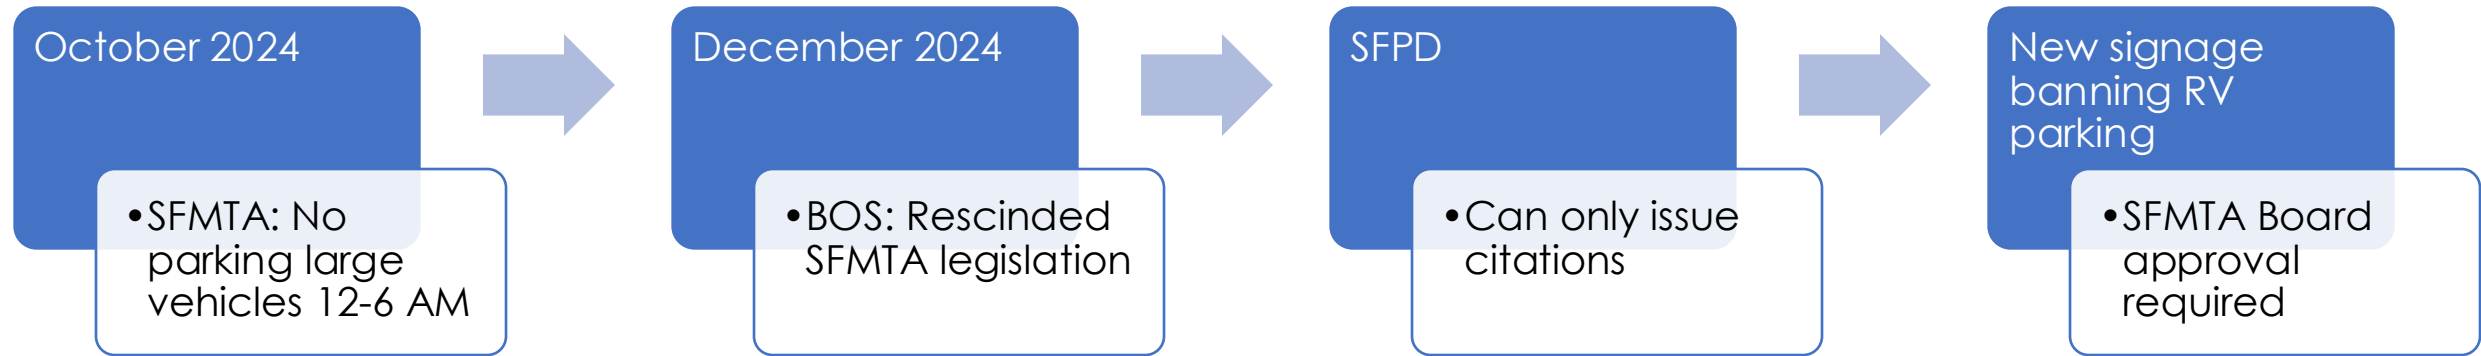 October 2024
•SFMTA: No
parking large
vehicles 12-6 AM
December 2024
•BOS: Rescinded
SFMTA legislation
SFPD
•Can only issue
citations
New signage
banning RV
parking
•SFMTA Board
approval
required